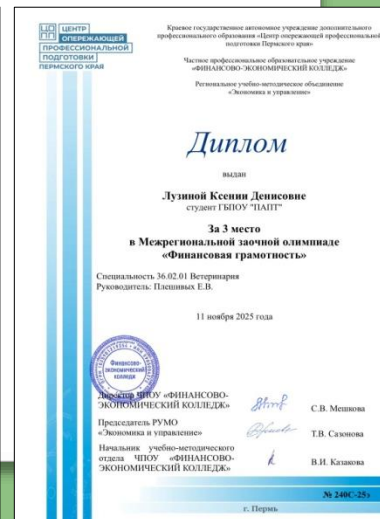 ЦЕНТР
ОПЕРЕЖАЮЩЕЙ
ПРОФЕССИОНАЛЬНОЙ
ПОДГОТОВКИ
ПЕРМСКОГО КРАЯ
Краевое государственное автономное учреждение дополнительного
профессионального образования «Центр опережающей профессиональной
подготовки Пермского края»
Частное профессиональное образовательное учреждение
«ФИНАНСОВО-ЭКОНОМИЧЕСКИЙ КОЛЛЕДЖ»
Региональное учебно-методическое объединение
«Экономика и управление»
Диплом
выдан
Лузиной Ксении Денисовне
студент ГБПОУ "ПАПТ"
За 3 место
в Межрегиональной заочной олимпиаде
«Финансовая грамотность»
Специальность 36.02.01 Ветеринария
Руководитель: Плешивых Е.В.
11 ноября 2025 года
Финансово-
экономический
колледж
Директор ЧПОУ «ФИНАНСОВО-
ЭКОНОМИЧЕСКИЙ КОЛЛЕДЖ»
С.В. Мешкова
Председатель РУМО
«Экономика и управление»
Т.В. Сазонова
Начальник учебно-методического
отдела ЧПОУ «ФИНАНСОВО-
ЭКОНОМИЧЕСКИЙ КОЛЛЕДЖ»
В.И. Казакова
№ 240С-25э
г. Пермь